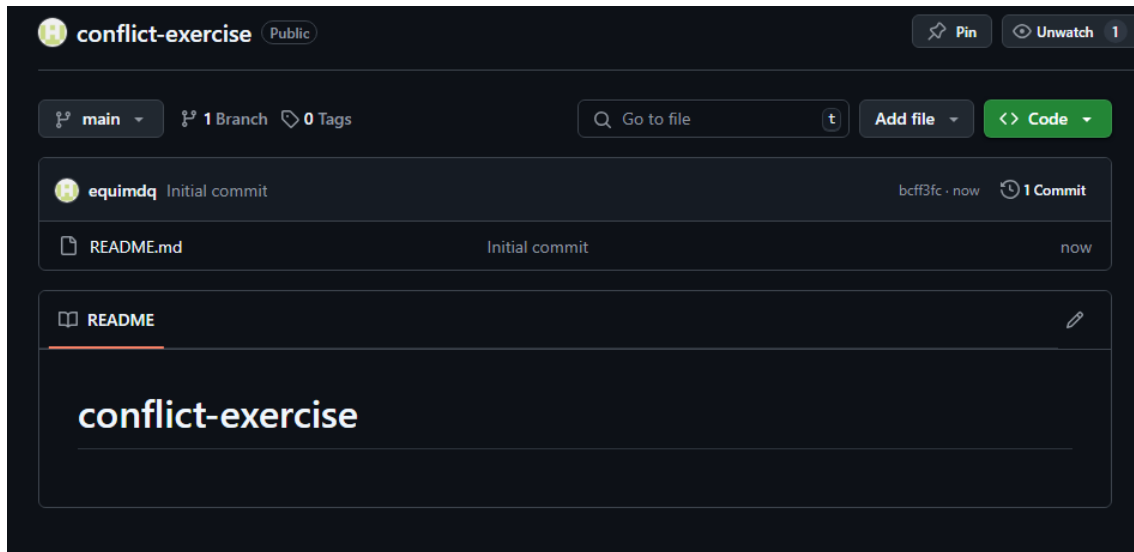 conflict-exercise Public Pin Unwatch 1
main 1 Branch 0 Tags Go to file t Add file Code
equimdq Initial commit bcff3fc · now 1 Commit
README.md Initial commit now
README
conflict-exercise